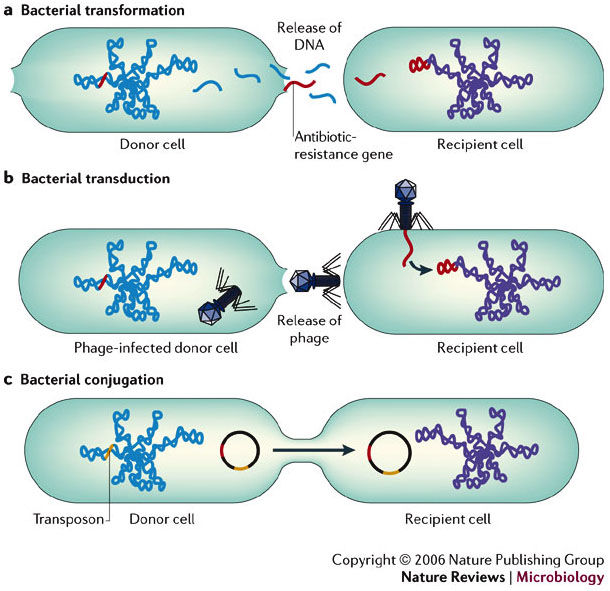 a Bacterial transformation
Release of
DNA
Donor cell
Antibiotic-
resistance gene
Recipient cell
b Bacterial transduction
Phage-infected donor cell
Release of
phage
Recipient cell
c Bacterial conjugation
Transposon
Donor cell
Recipient cell
Copyright © 2006 Nature Publishing Group
Nature Reviews | Microbiology